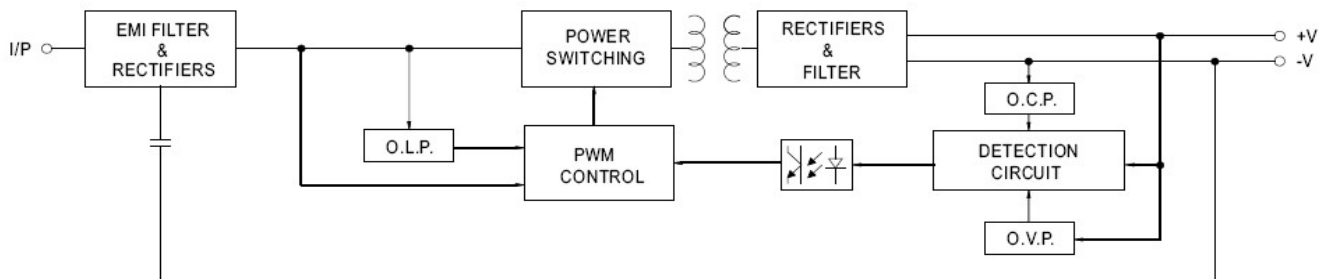 I/P
EMI FILTER
&
RECTIFIERS
POWER
SWITCHING
RECTIFIERS
&
FILTER
+V
-V
O.C.P.
O.L.P.
PWM
CONTROL
DETECTION
CIRCUIT
O.V.P.